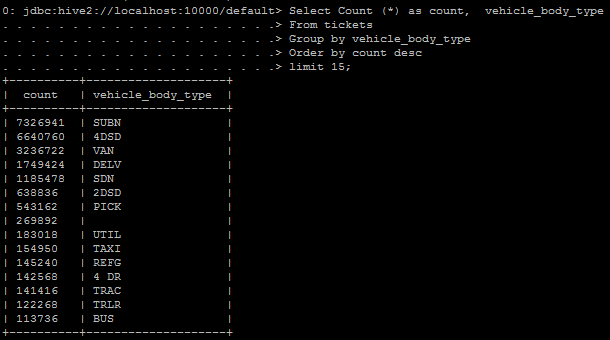 0: jdbc:hive2://localhost:10000/default> Select Count (*) as count,  vehicle_body_type
. . . . . . . . . . . . . . . . . . . .> From tickets
. . . . . . . . . . . . . . . . . . . .> Group by vehicle_body_type
. . . . . . . . . . . . . . . . . . . .> Order by count desc
. . . . . . . . . . . . . . . . . . . .> limit 15;
+----------+--------------------+
|  count   | vehicle_body_type  |
+----------+--------------------+
| 7326941  | SUBN               |
| 6640760  | 4DSD               |
| 3236722  | VAN                |
| 1749424  | DELV               |
| 1185478  | SDN                |
| 638836   | 2DSD               |
| 543162   | PICK               |
| 269892   |                    |
| 183018   | UTIL               |
| 154950   | TAXI               |
| 145240   | REFG               |
| 142568   | 4 DR               |
| 141416   | TRAC               |
| 122268   | TRLR               |
| 113736   | BUS                |
+----------+--------------------+